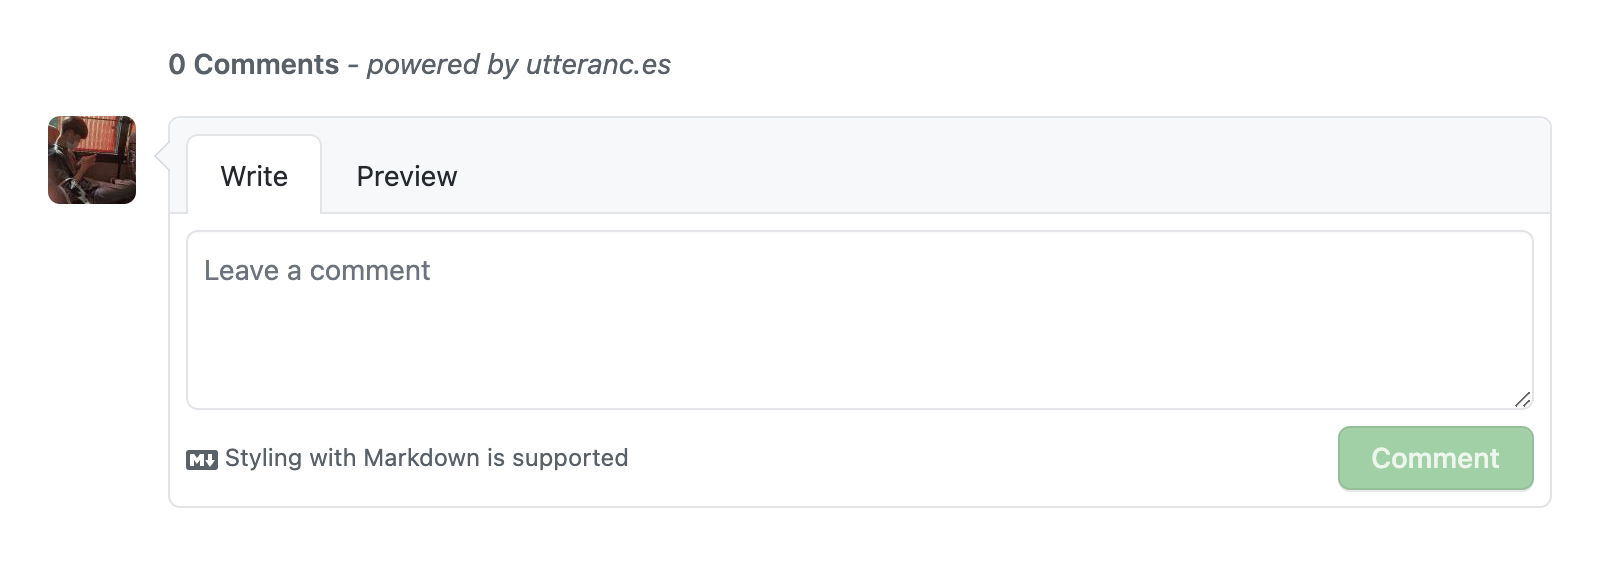 0 Comments - powered by utteranc.es
Write
Preview
Leave a comment
M Styling with Markdown is supported
Comment